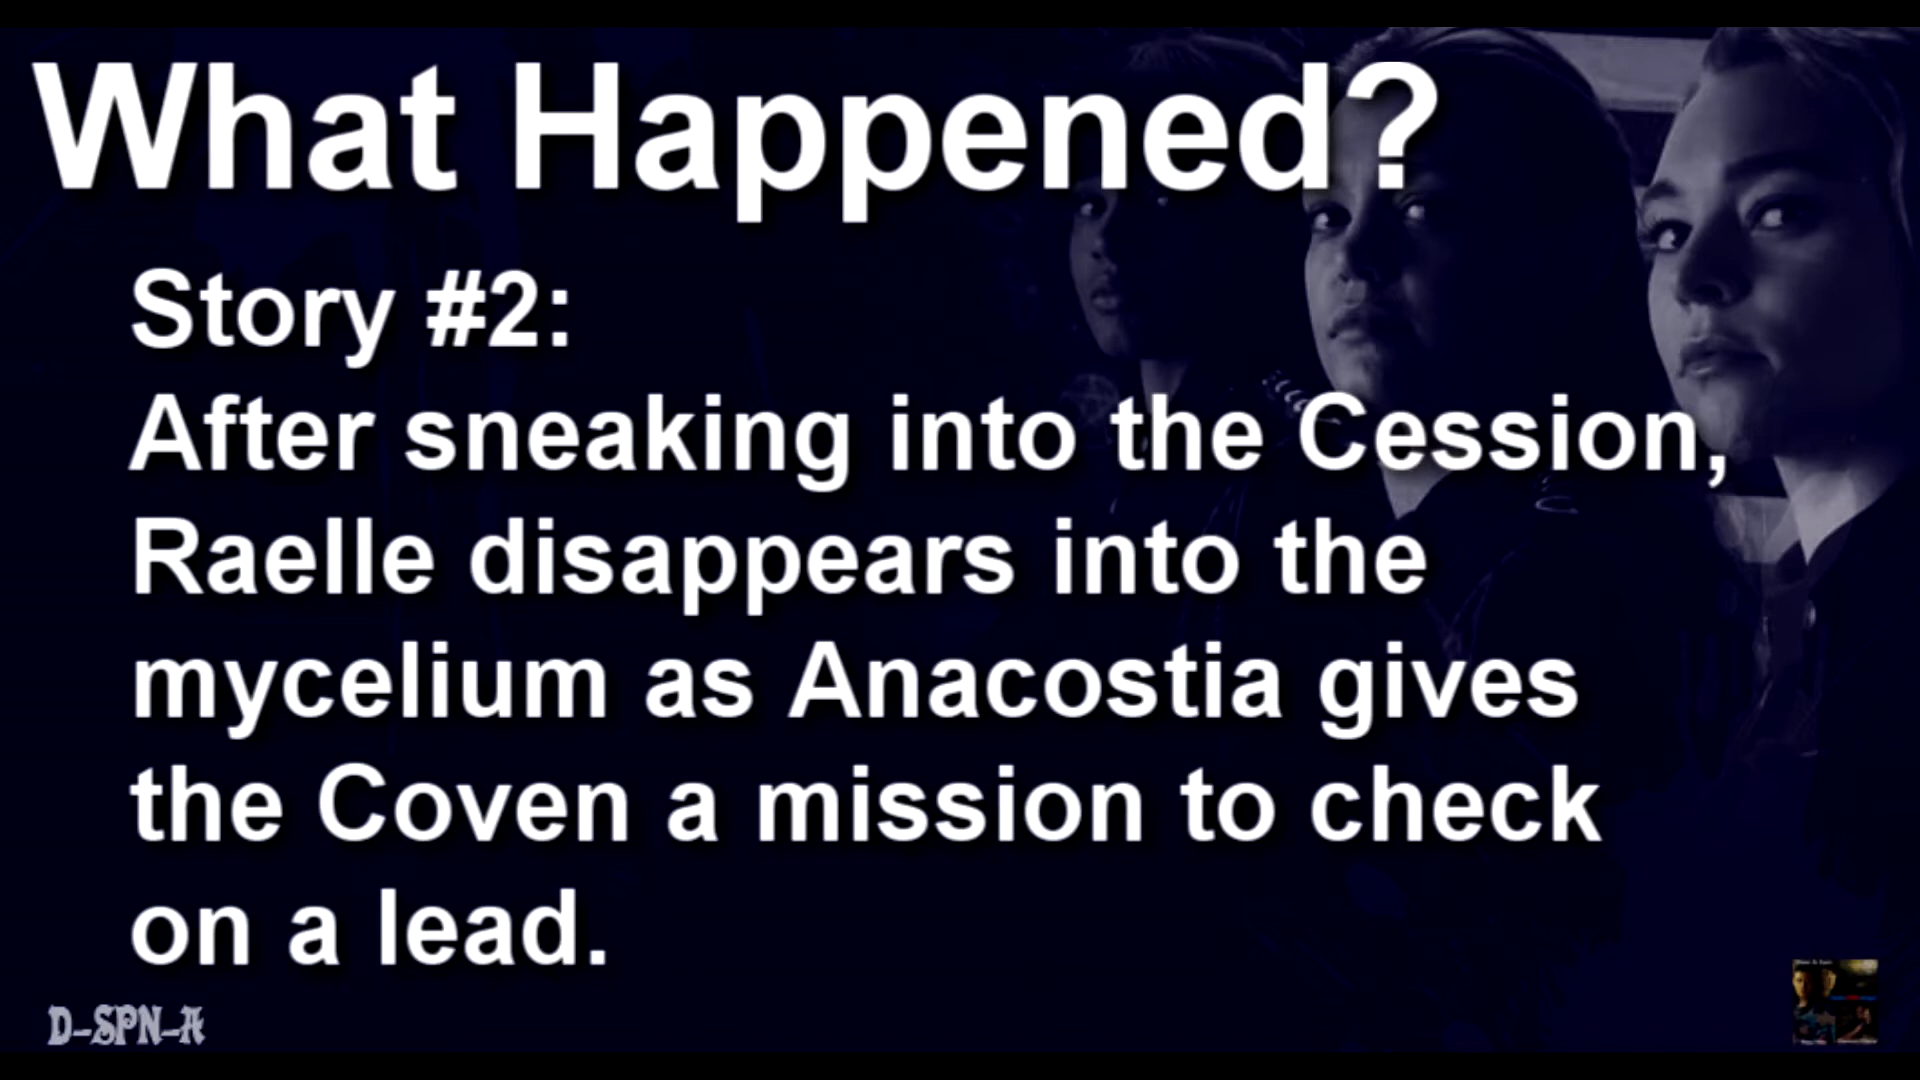 What Happened?
Story #2:
After sneaking into the Cession,
Raelle disappears into the
mycelium as Anacostia gives
the Coven a mission to check
on a lead.
D-SPN-A